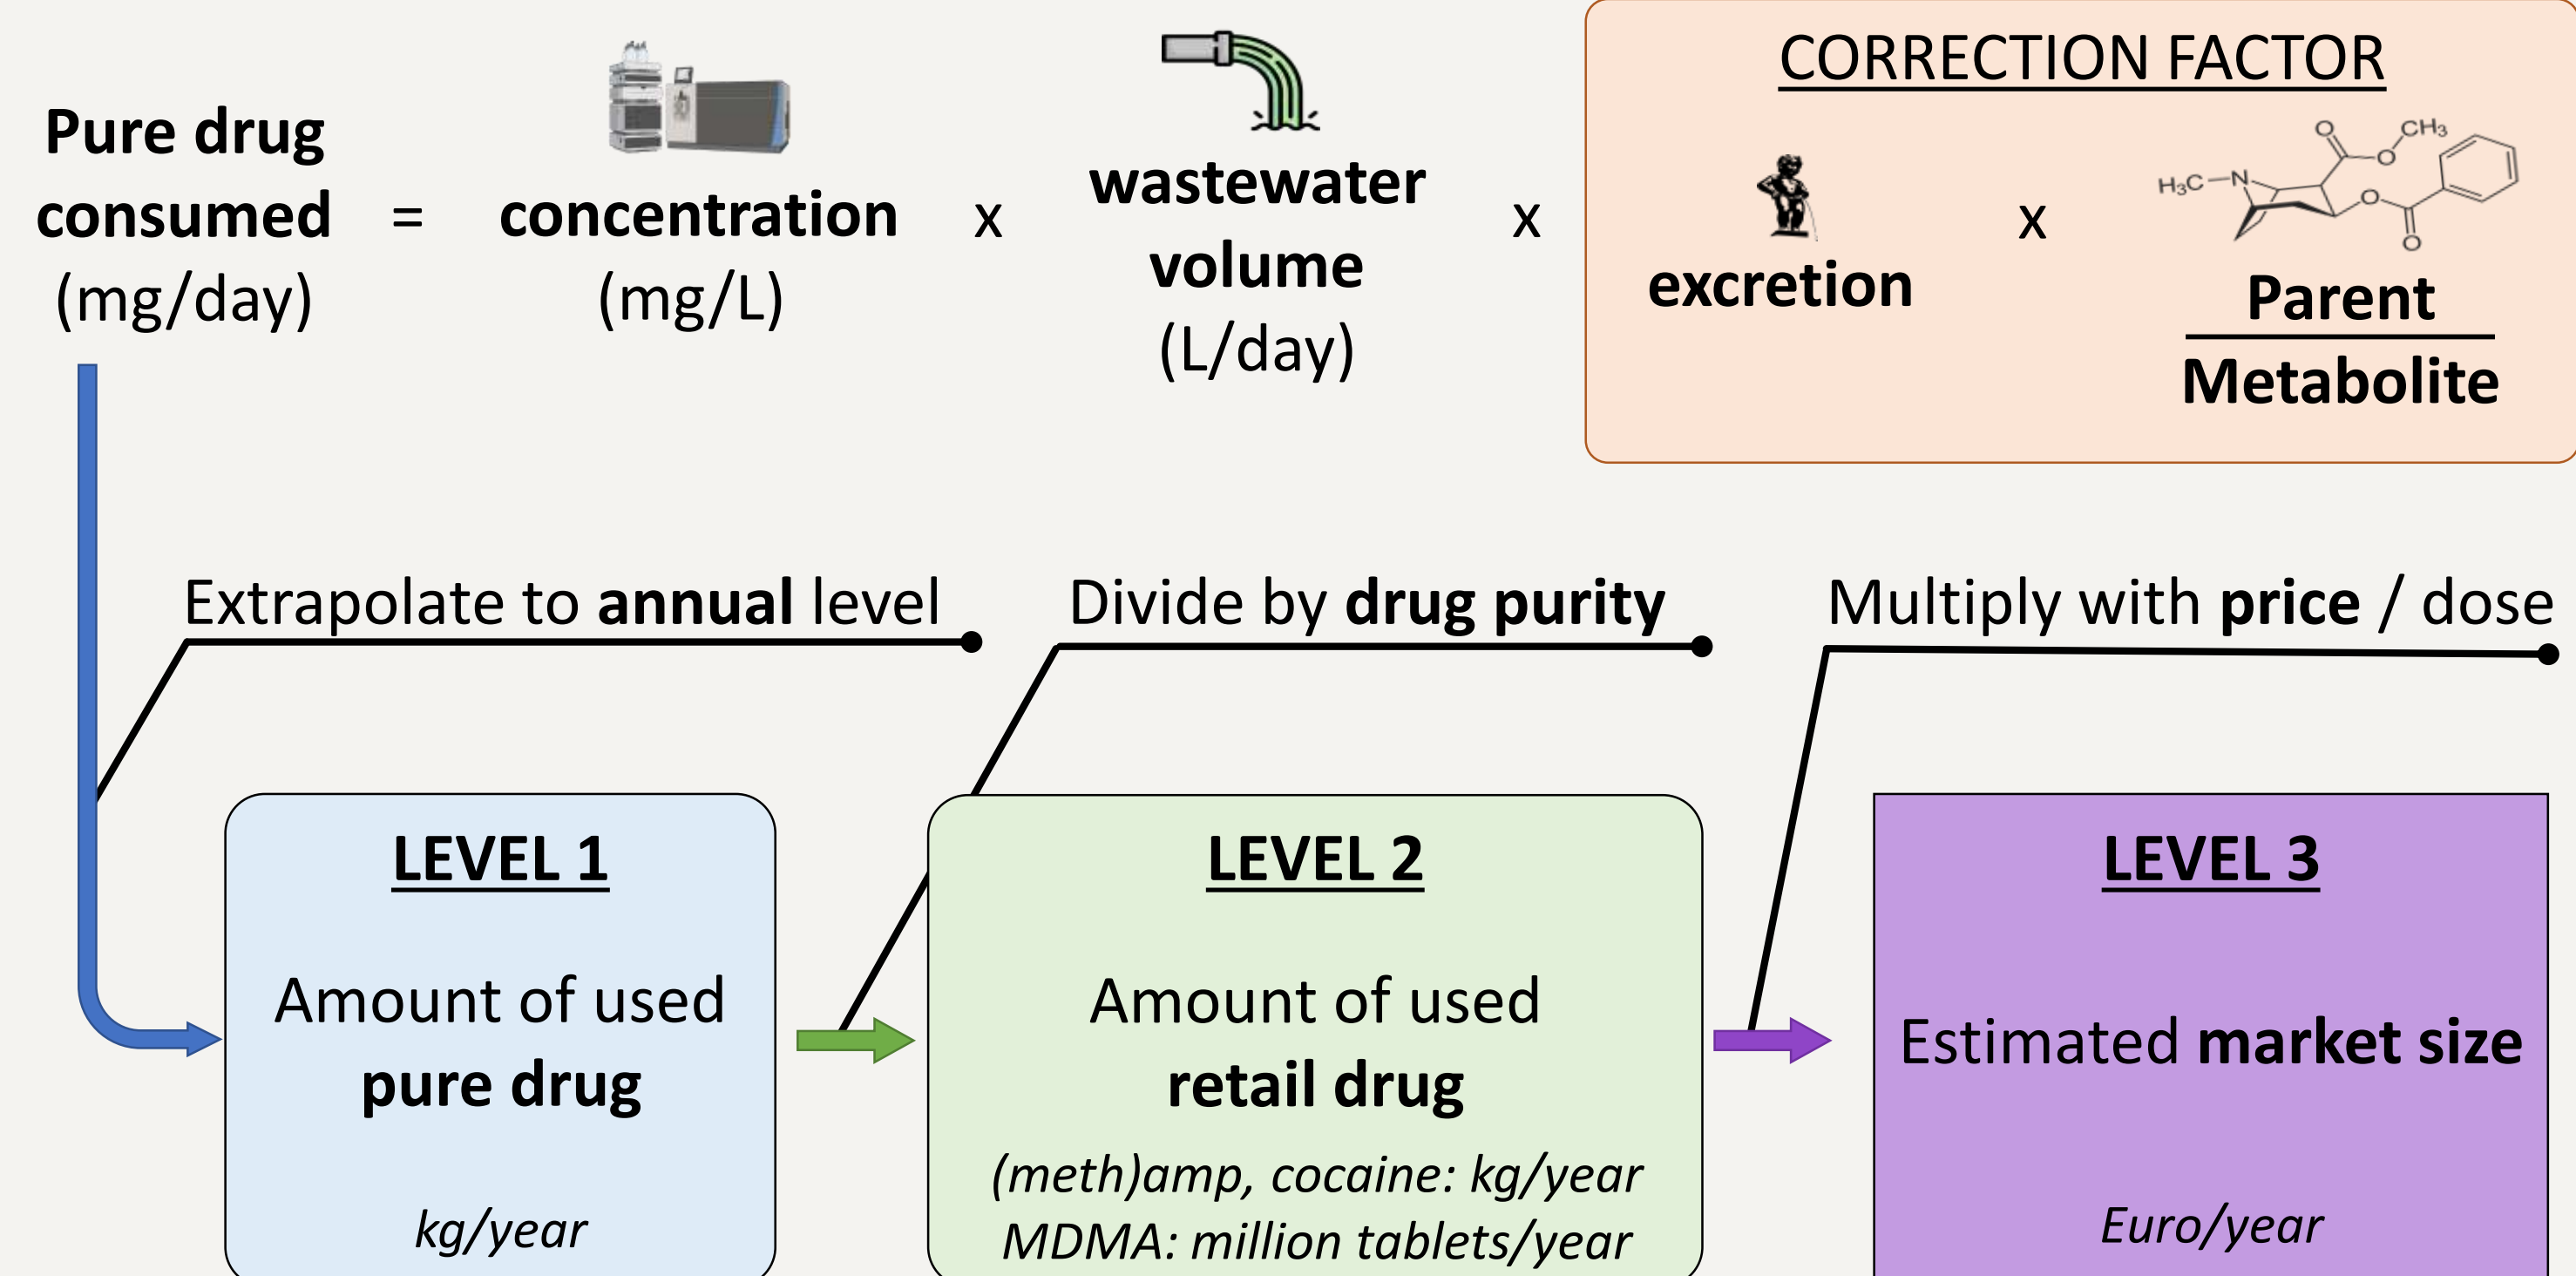 Pure drug
consumed
(mg/day)
=
concentration
(mg/L)
x
wastewater
volume
(L/day)
x
CORRECTION FACTOR
excretion
x
O
CH₃
O
H₃C
N
O
O
Parent
Metabolite
Extrapolate to annual level
Divide by drug purity
Multiply with price / dose
LEVEL 1
Amount of used
pure drug
kg/year
LEVEL 2
Amount of used
retail drug
(meth)amp, cocaine: kg/year
MDMA: million tablets/year
LEVEL 3
Estimated market size
Euro/year